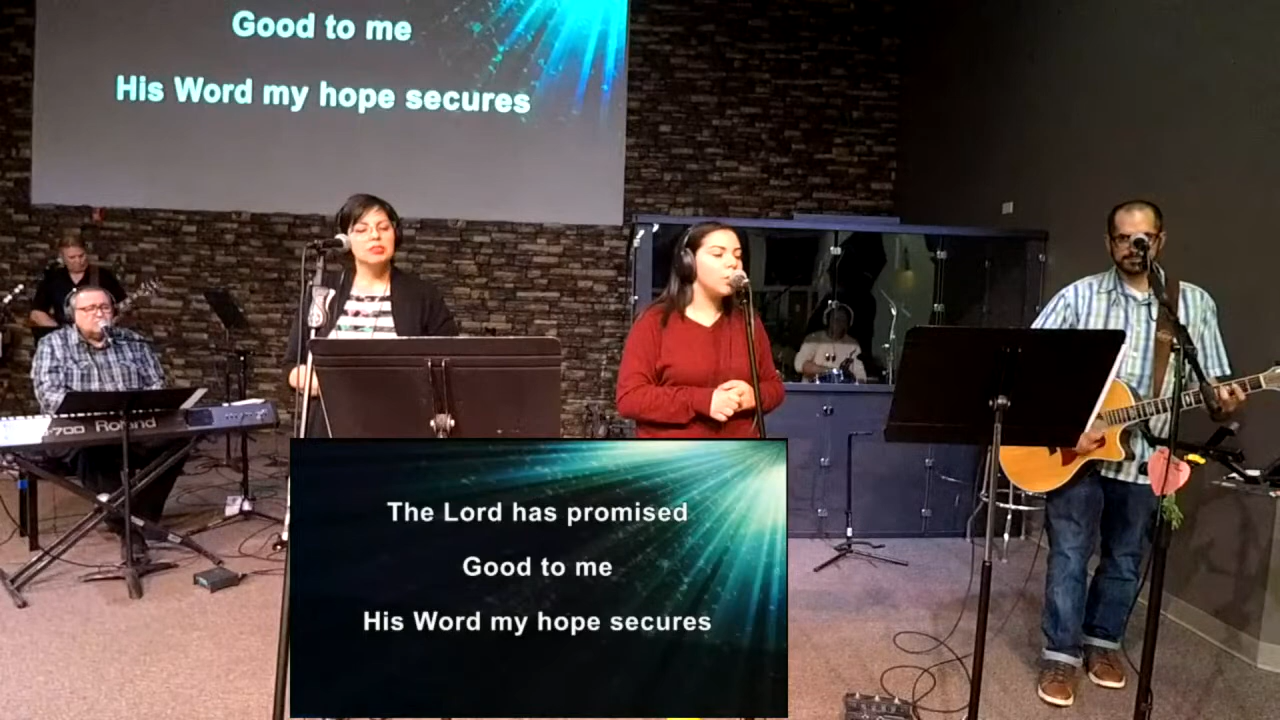 Good to me
His Word my hope secures
-700 Roland
The Lord has promised
Good to me
His Word my hope secures